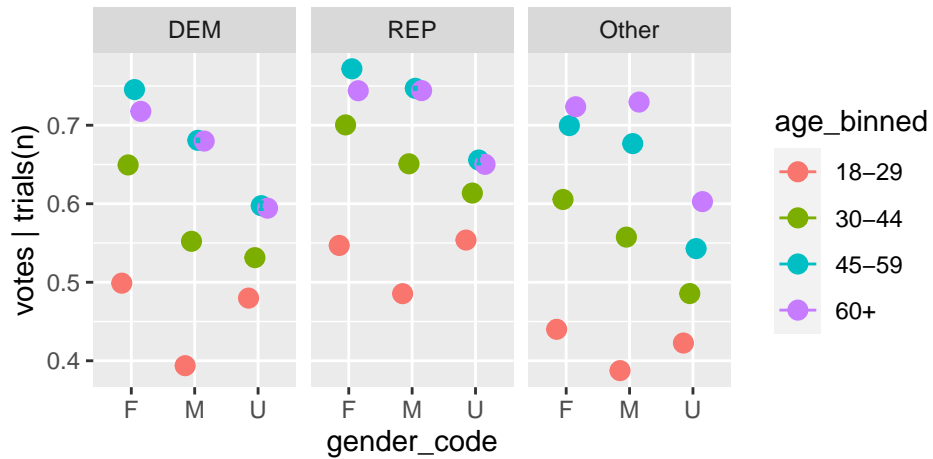 DEM REP Other
votes | trials(n)
0.7
0.6
0.5
0.4
F M U F M U F M U
gender_code
age_binned
18−29
30−44
45−59
60+